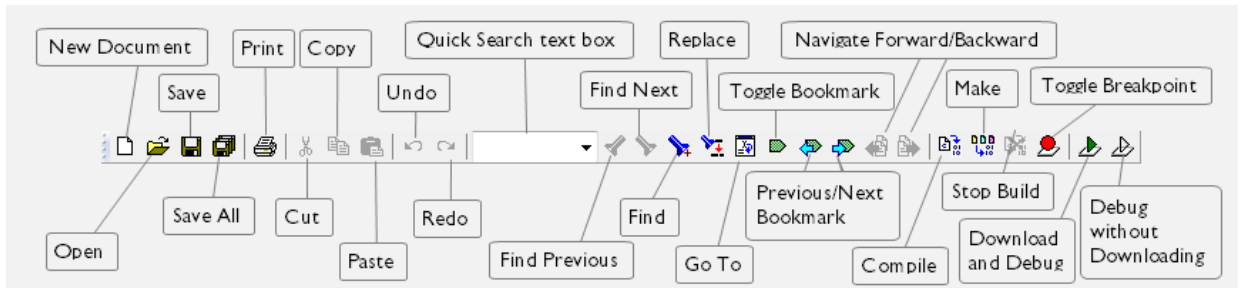 New Document
Print
Copy
Quick Search text box
Replace
Navigate Forward/Backward
Save
Undo
Find Next
Toggle Bookmark
Make
Toggle Breakpoint
Open
Save All
Cut
Paste
Redo
Find Previous
Find
Go To
Previous/Next
Bookmark
Compile
Stop Build
Download
and Debug
Debug
without
Downloading